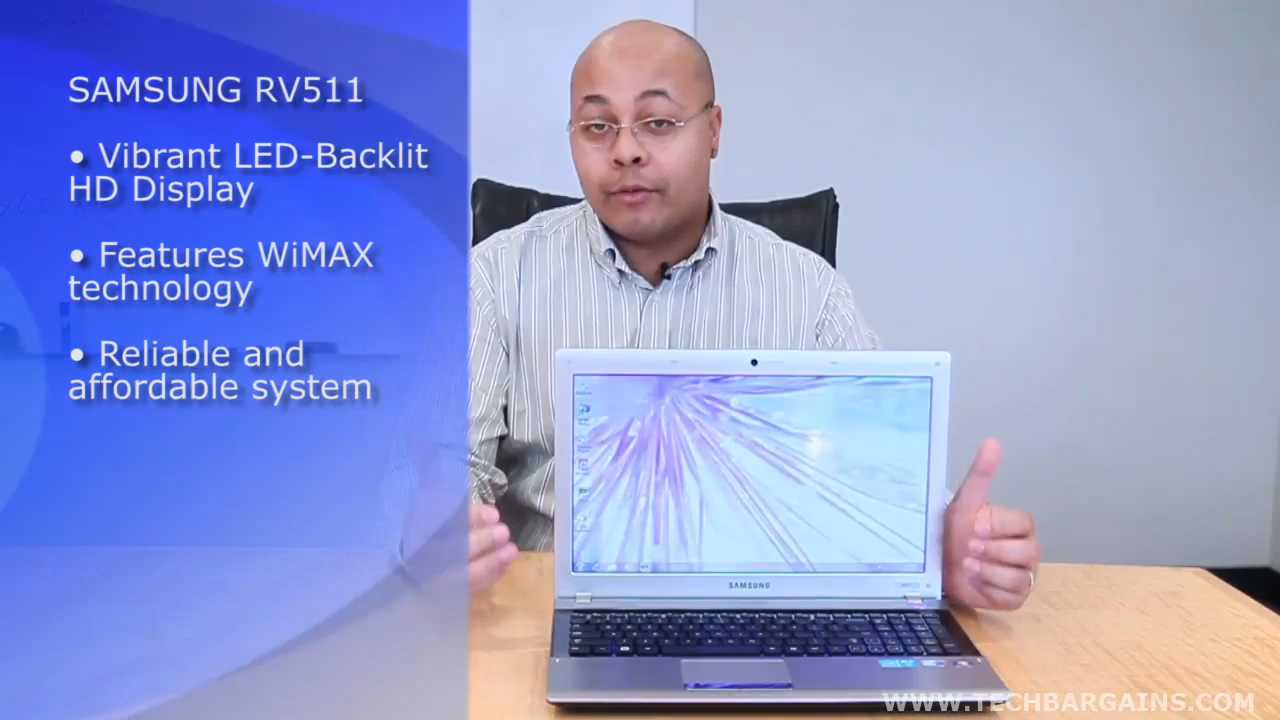 SAMSUNG RV511
• Vibrant LED-Backlit
HD Display
• Features WiMAX
technology
• Reliable and
affordable system
SAMSUNG
WWW.TECHBARGAINS.COM